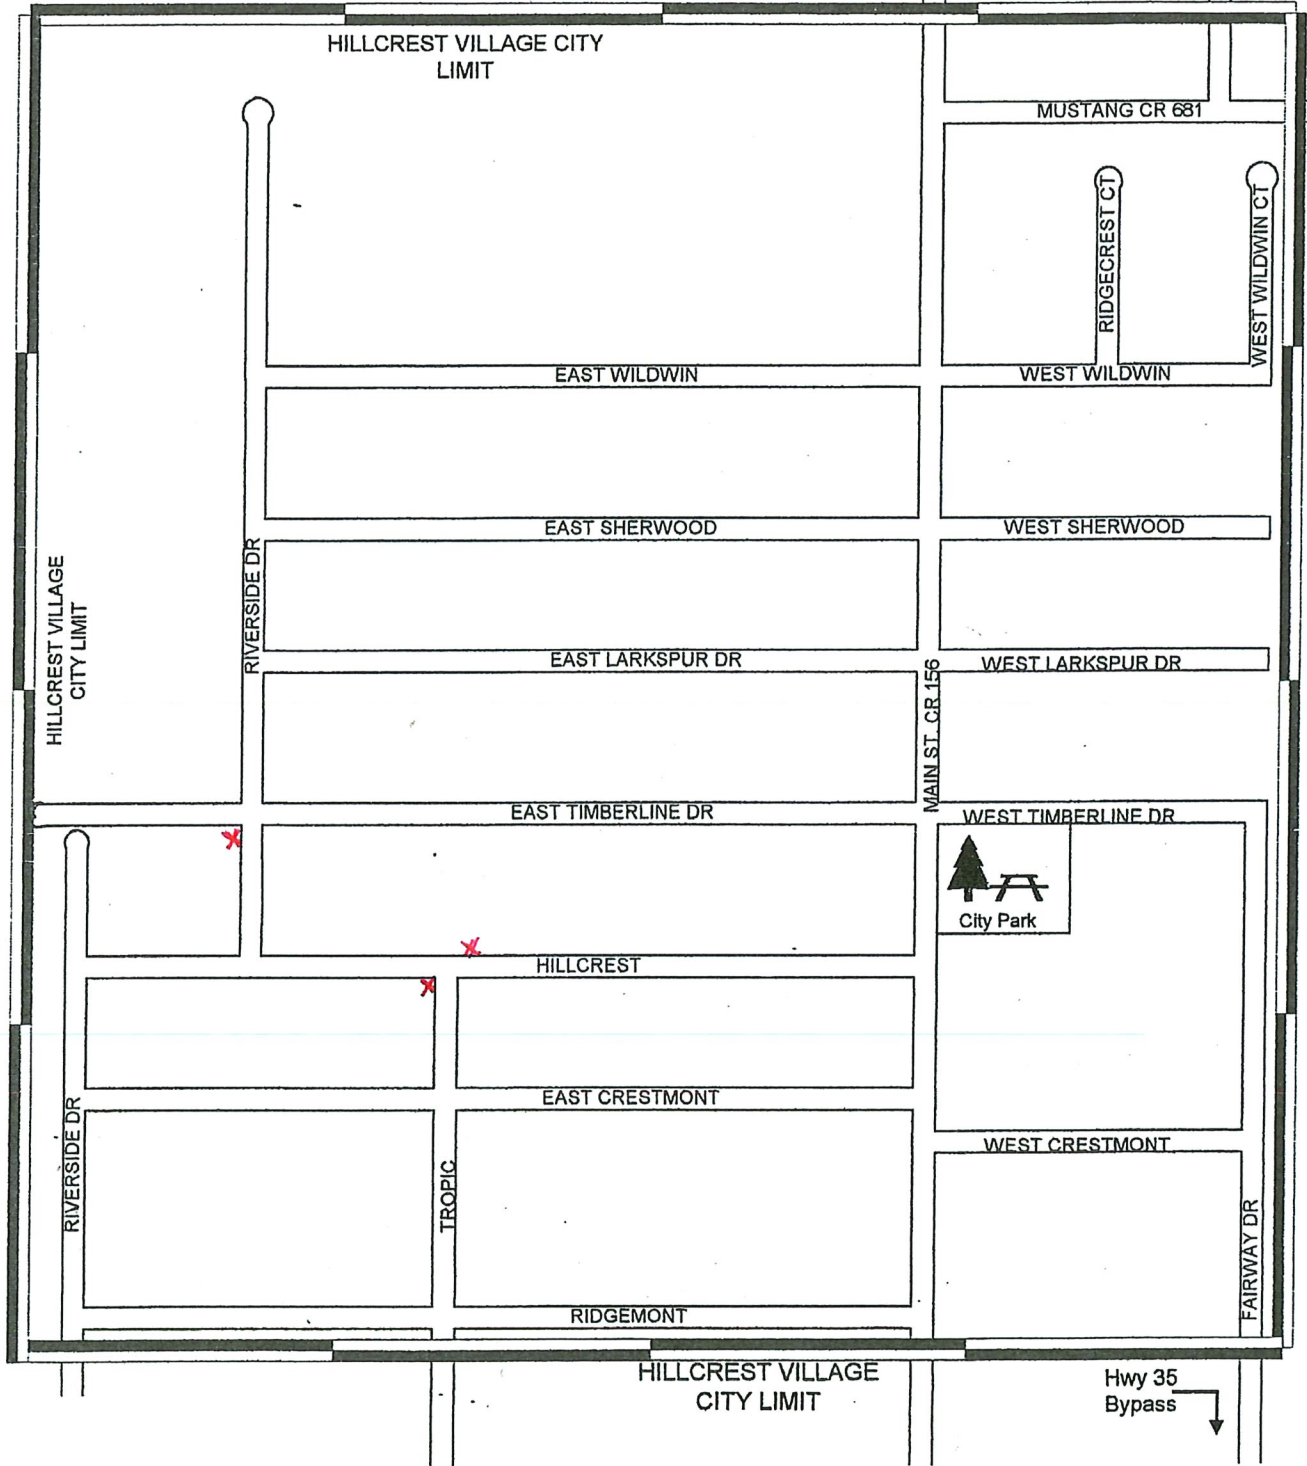 HILLCREST VILLAGE CITY
LIMIT
MUSTANG CR 681
RIDGECREST CT
WEST WILDWIN CT
EAST WILDWIN
WEST WILDWIN
EAST SHERWOOD
WEST SHERWOOD
RIVERSIDE DR
HILLCREST VILLAGE
CITY LIMIT
EAST LARKSPUR DR
WEST LARKSPUR DR
MAIN ST. CR 156
EAST TIMBERLINE DR
WEST TIMBERLINE DR
City Park
HILLCREST
EAST CRESTMONT
WEST CRESTMONT
RIVERSIDE DR
TROPIC
FAIRWAY DR
RIDGEMONT
HILLCREST VILLAGE
CITY LIMIT
Hwy 35
Bypass